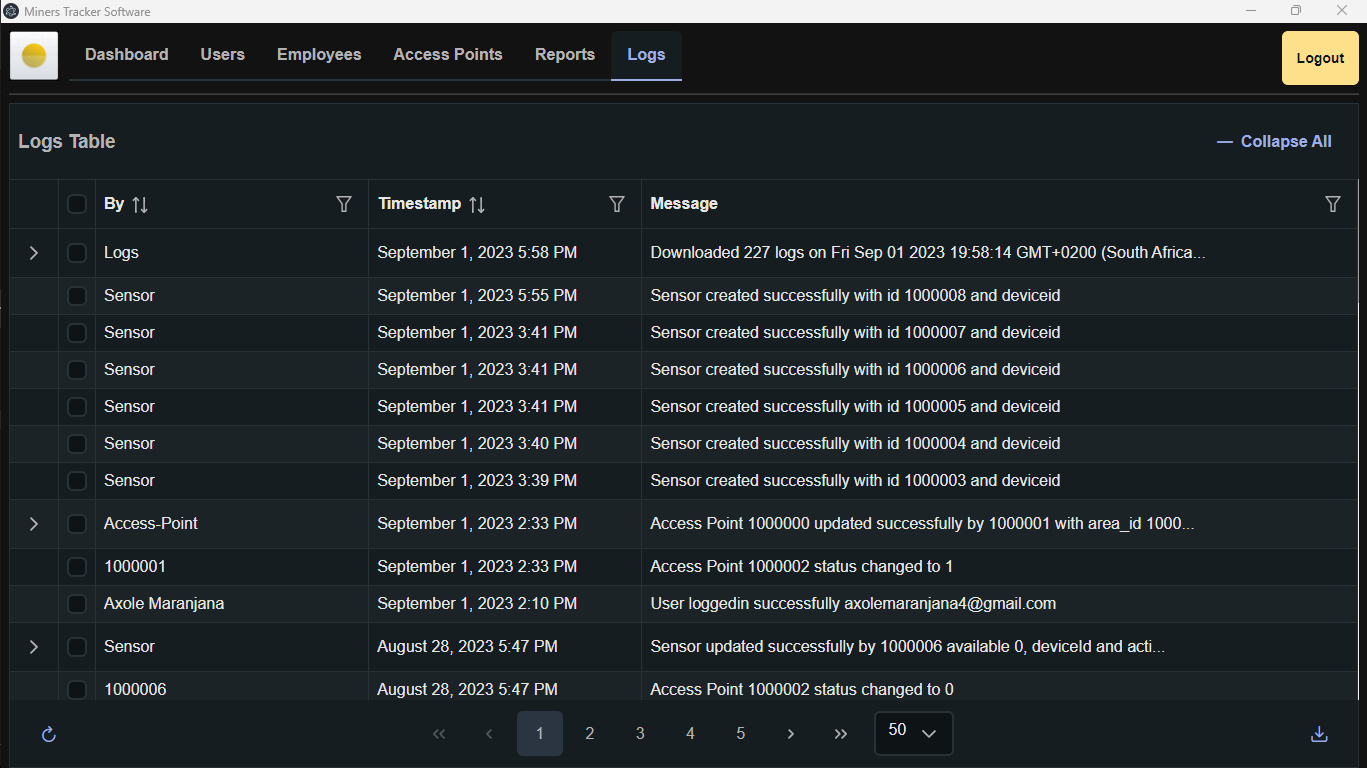 Miners Tracker Software
Dashboard Users Employees Access Points Reports Logs Logout
Logs Table Collapse All
By Timestamp Message
Logs September 1, 2023 5:58 PM Downloaded 227 logs on Fri Sep 01 2023 19:58:14 GMT+0200 (South Africa...
Sensor September 1, 2023 5:55 PM Sensor created successfully with id 1000008 and deviceid
Sensor September 1, 2023 3:41 PM Sensor created successfully with id 1000007 and deviceid
Sensor September 1, 2023 3:41 PM Sensor created successfully with id 1000006 and deviceid
Sensor September 1, 2023 3:41 PM Sensor created successfully with id 1000005 and deviceid
Sensor September 1, 2023 3:40 PM Sensor created successfully with id 1000004 and deviceid
Sensor September 1, 2023 3:39 PM Sensor created successfully with id 1000003 and deviceid
Access-Point September 1, 2023 2:33 PM Access Point 1000000 updated successfully by 1000001 with area_id 1000...
1000001 September 1, 2023 2:33 PM Access Point 1000002 status changed to 1
Axole Maranjana September 1, 2023 2:10 PM User loggedin successfully axolemaranjana4@gmail.com
Sensor August 28, 2023 5:47 PM Sensor updated successfully by 1000006 available 0, deviceId and acti...
1000006 August 28, 2023 5:47 PM Access Point 1000002 status changed to 0
1 2 3 4 5 50